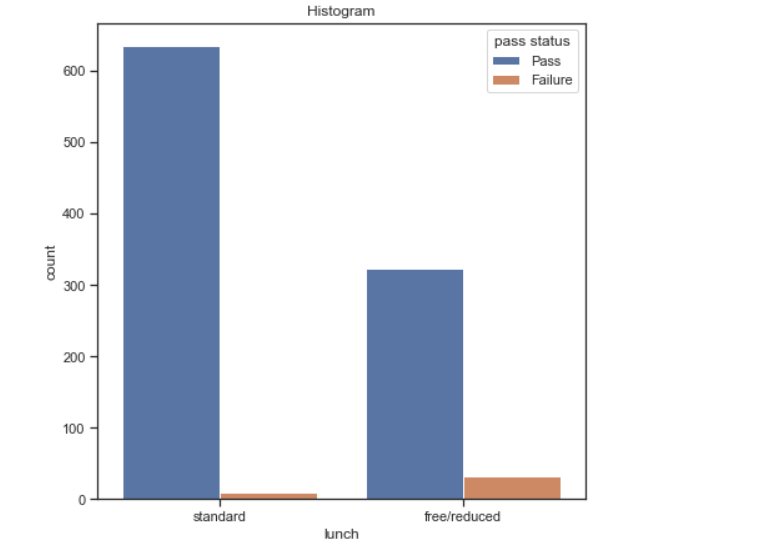 Histogram
pass status
Pass
Failure
600
500
400
300
200
100
0
count
standard
free/reduced
lunch